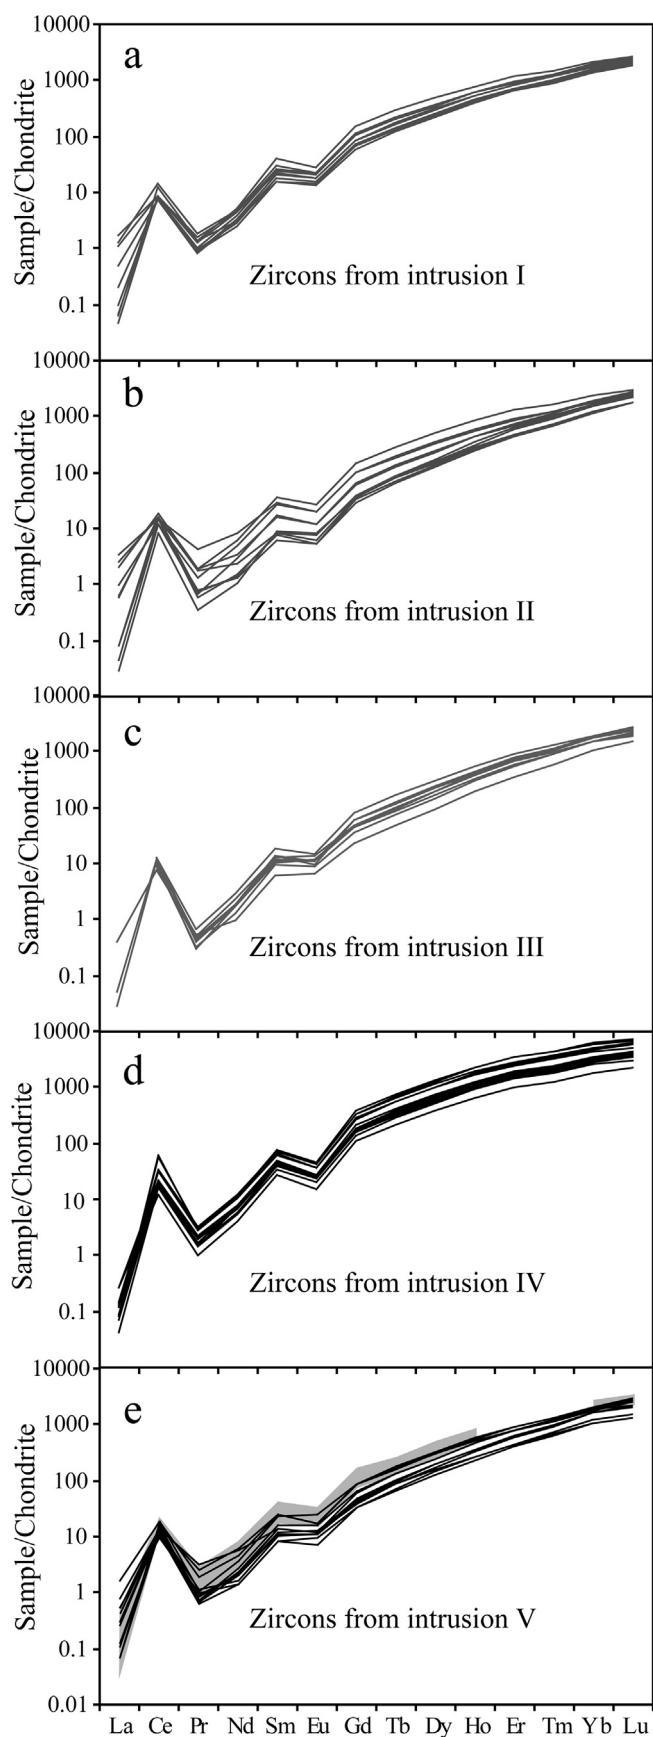 10000
a
1000
100
10
1
0.1
Sample/Chondrite
Zircons from intrusion I
10000
b
1000
100
10
1
0.1
Sample/Chondrite
Zircons from intrusion II
10000
c
1000
100
10
1
0.1
Sample/Chondrite
Zircons from intrusion III
10000
d
1000
100
10
1
0.1
Sample/Chondrite
Zircons from intrusion IV
10000
e
1000
100
10
1
0.1
0.01
Sample/Chondrite
Zircons from intrusion V
La Ce Pr Nd Sm Eu Gd Tb Dy Ho Er Tm Yb Lu